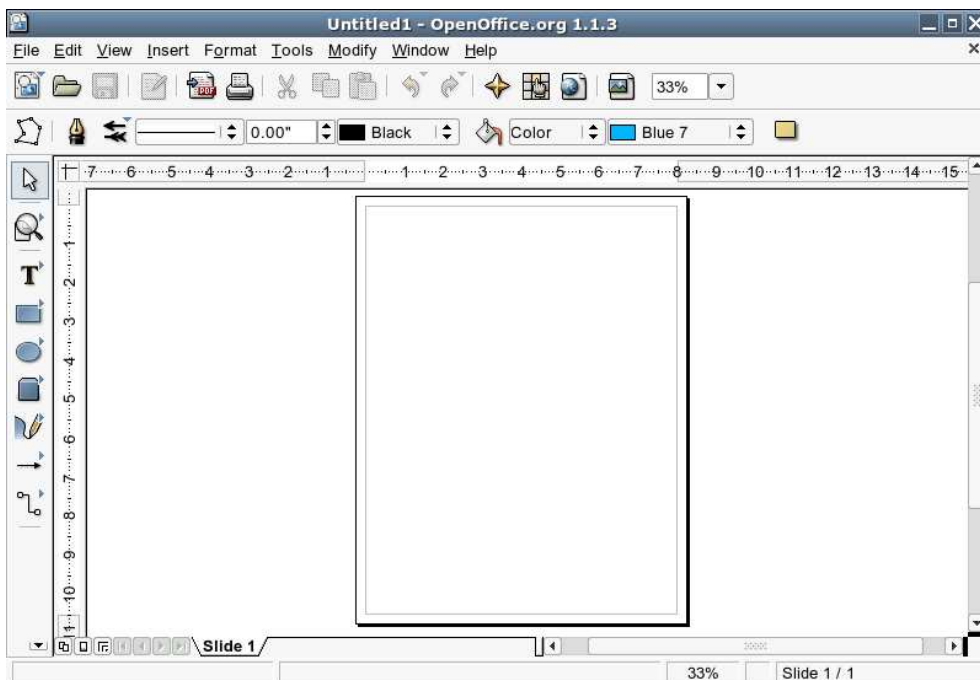 Untitled1 - OpenOffice.org 1.1.3
File Edit View Insert Format Tools Modify Window Help
PDF 33%
0.00" Black Color Blue 7
7 6 5 4 3 2 1 1 2 3 4 5 6 7 8 9 10 11 12 13 14 15
T
1
2
3
4
5
6
7
8
9
10
11
Slide 1
33% Slide 1 / 1